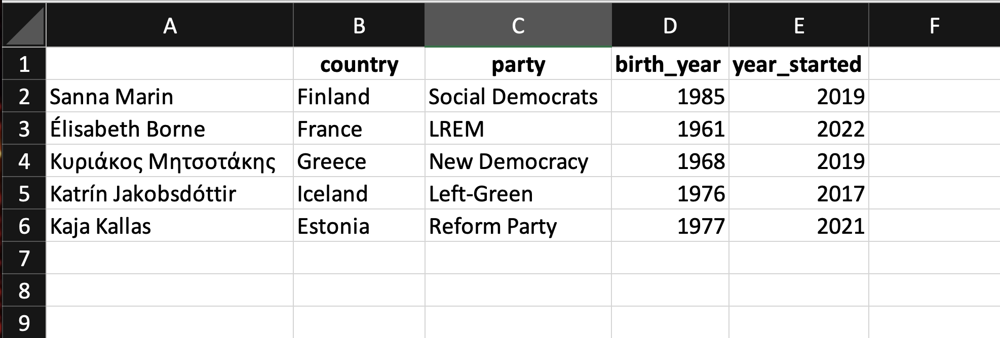 A B C D E F
1 country party birth_year year_started
2 Sanna Marin Finland Social Democrats 1985 2019
3 Élisabeth Borne France LREM 1961 2022
4 Κυριάκος Μητσοτάκης Greece New Democracy 1968 2019
5 Katrín Jakobsdóttir Iceland Left-Green 1976 2017
6 Kaja Kallas Estonia Reform Party 1977 2021
7
8
9